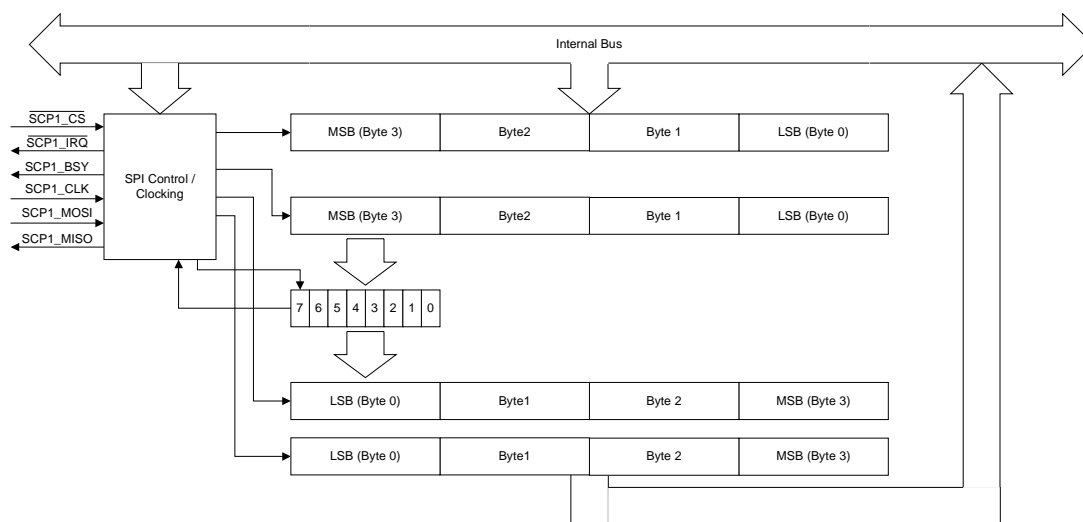 Internal Bus
SCP1_CS
SCP1_IRQ
SCP1_BSY
SCP1_CLK
SCP1_MOSI
SCP1_MISO
SPI Control /
Clocking
MSB (Byte 3) Byte2 Byte 1 LSB (Byte 0)
MSB (Byte 3) Byte2 Byte 1 LSB (Byte 0)
7 6 5 4 3 2 1 0
LSB (Byte 0) Byte1 Byte 2 MSB (Byte 3)
LSB (Byte 0) Byte1 Byte 2 MSB (Byte 3)